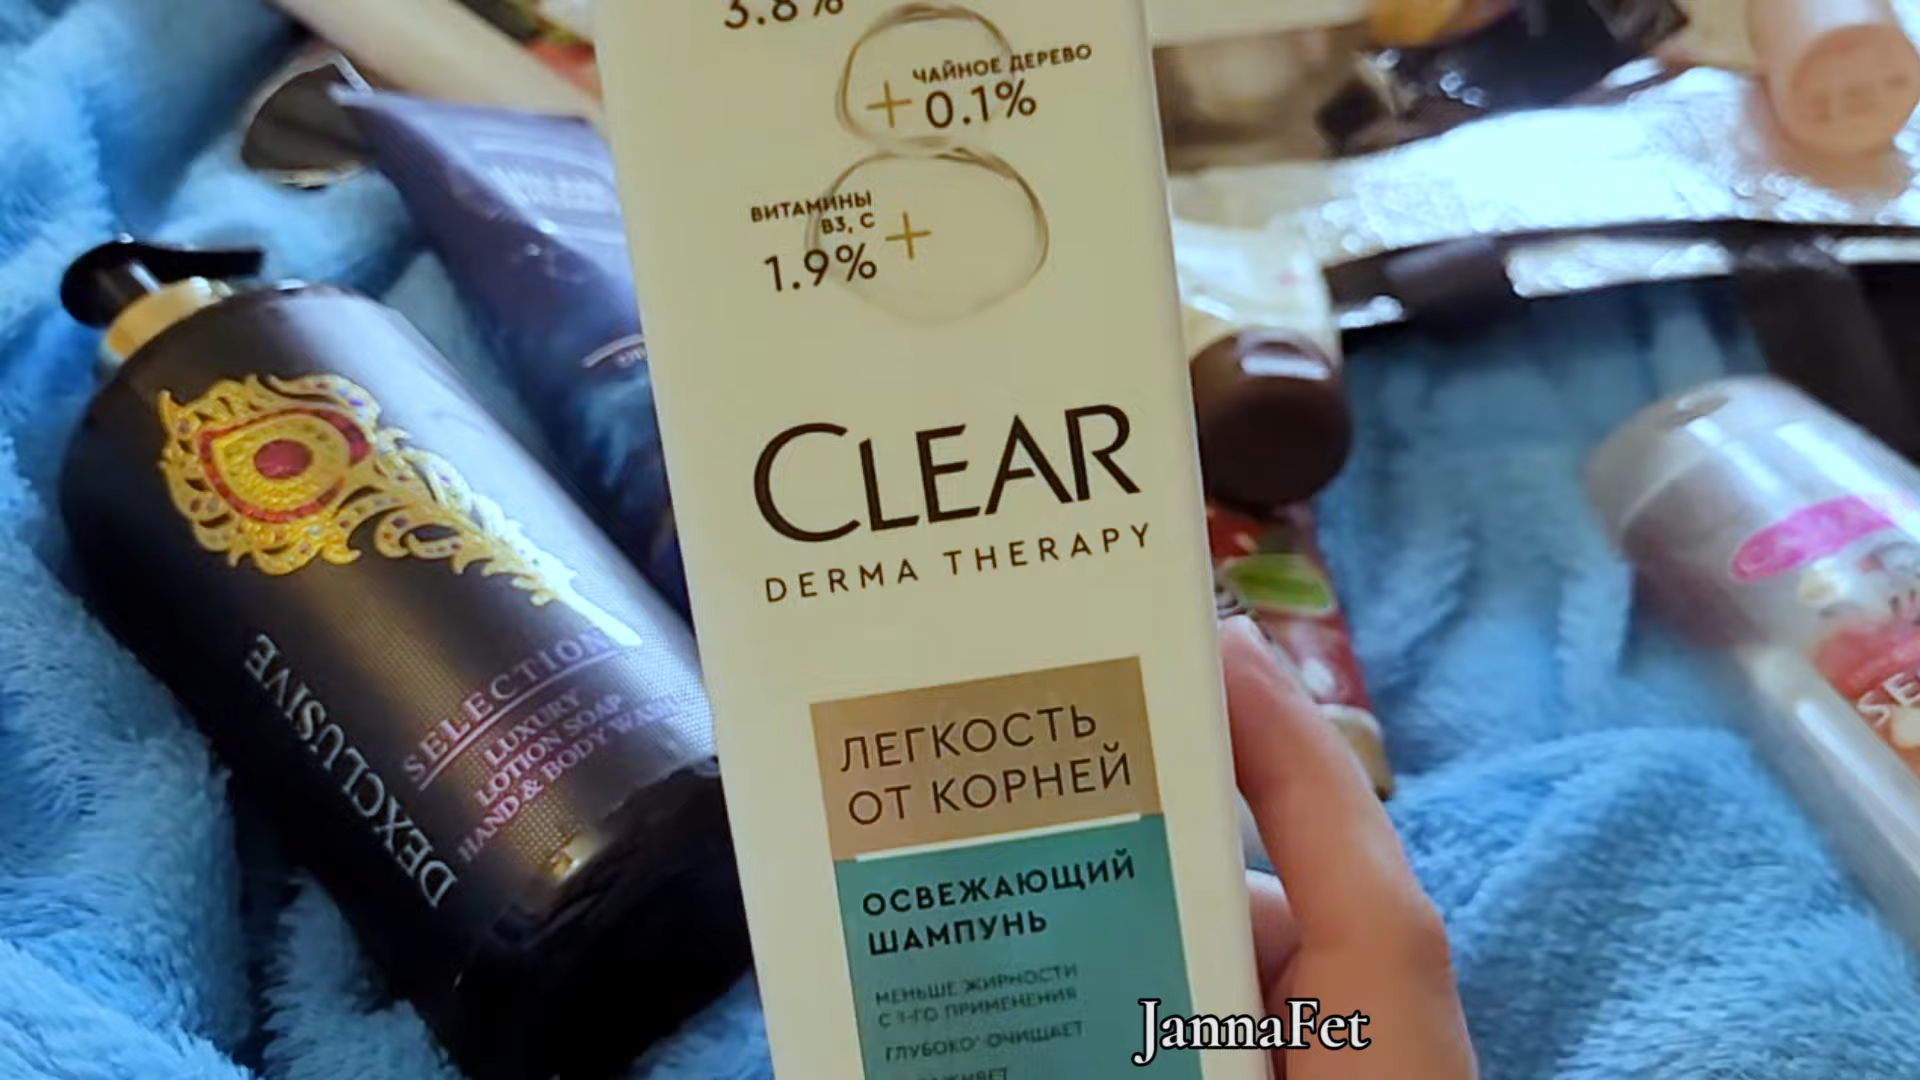 3.8%
ЧАЙНОЕ ДЕРЕВО
+ 0.1%
ВИТАМИНЫ
B3, C
1.9% +
CLEAR
DERMA THERAPY
ЛЕГКОСТЬ
ОТ КОРНЕЙ
ОСВЕЖАЮЩИЙ
ШАМПУНЬ
МЕНЬШЕ ЖИРНОСТИ
С 1-ГО ПРИМЕНЕНИЯ
ГЛУБОКО* ОЧИЩАЕТ
DEXCLUSIVE
SELECTION
LUXURY
LOTION SOAP
HAND & BODY WASH
JannaFet